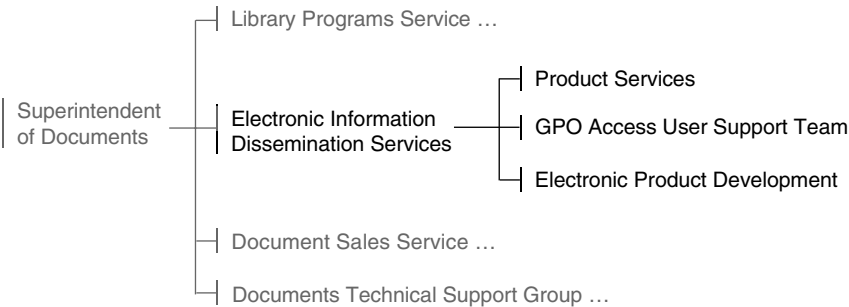 Library Programs Service …
Superintendent
of Documents
Electronic Information
Dissemination Services
Product Services
GPO Access User Support Team
Electronic Product Development
Document Sales Service …
Documents Technical Support Group …